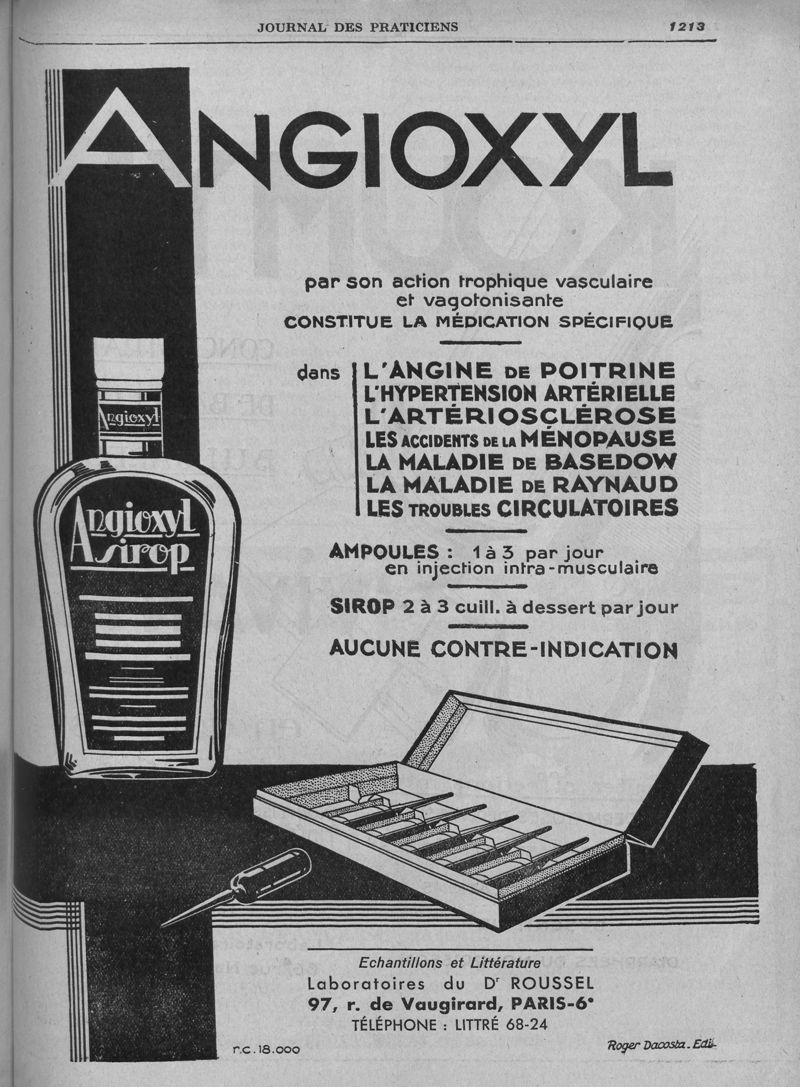 JOURNAL DES PRATICIENS
1213
ANGIOXYL
par son action trophique vasculaire
et vagotonisante
CONSTITUE LA MÉDICATION SPÉCIFIQUE
dans
L'ANGINE DE POITRINE
L'HYPERTENSION ARTÉRIELLE
L'ARTÉRIOSCLÉROSE
LES ACCIDENTS DE LA MÉNOPAUSE
LA MALADIE DE BASEDOW
LA MALADIE DE RAYNAUD
LES TROUBLES CIRCULATOIRES
Angioxyl
Angioxyl
sirop
AMPOULES : 1 à 3 par jour
en injection intra-musculaire
SIROP 2 à 3 cuill. à dessert par jour
AUCUNE CONTRE-INDICATION
Echantillons et Littérature
Laboratoires du Dr ROUSSEL
97, r. de Vaugirard, PARIS-6e
TÉLÉPHONE : LITTRÉ 68-24
r.c. 18.000
Roger Dacosta. Edit.